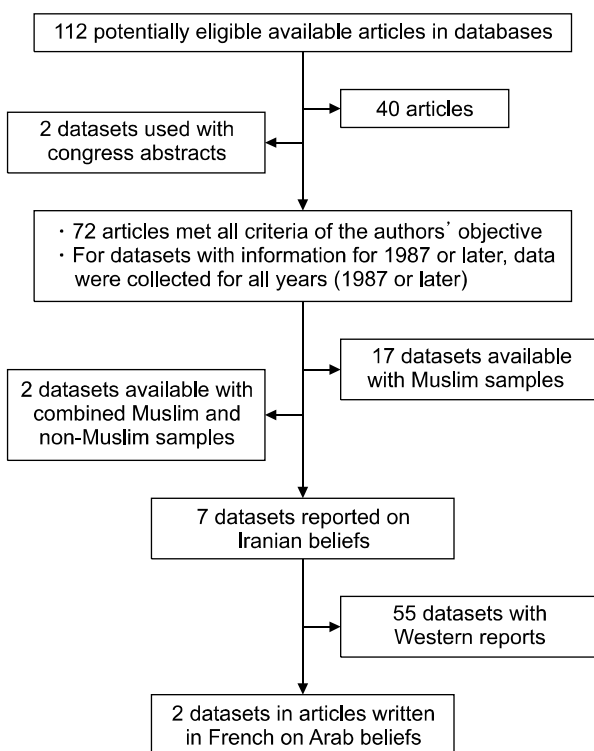 112 potentially eligible available articles in databases
40 articles
2 datasets used with
congress abstracts
· 72 articles met all criteria of the authors’ objective
· For datasets with information for 1987 or later, data
were collected for all years (1987 or later)
17 datasets available
with Muslim samples
2 datasets available with
combined Muslim and
non-Muslim samples
7 datasets reported on
Iranian beliefs
55 datasets with
Western reports
2 datasets in articles written
in French on Arab beliefs